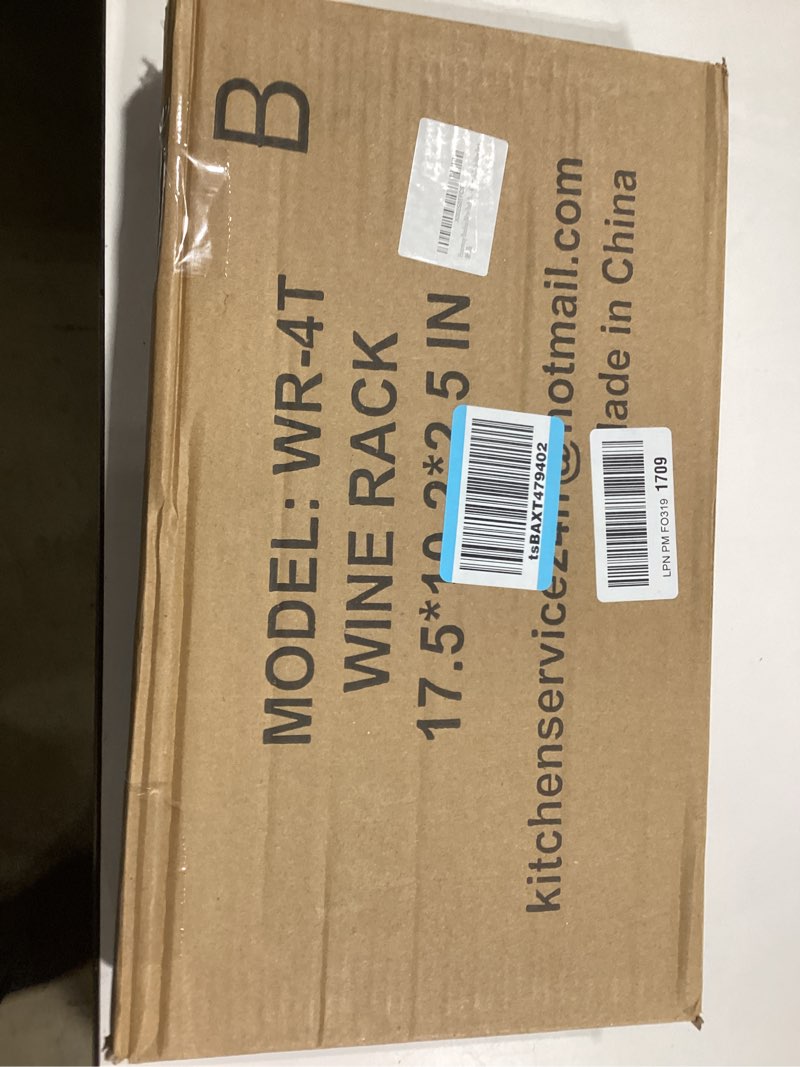 B
MODEL: WR-4T
WINE RACK
17.5*10.2*2.5 IN
tsBAXT479402
kitchenservice24h@hotmail.com
ade in China
LPN PM FO319 1709